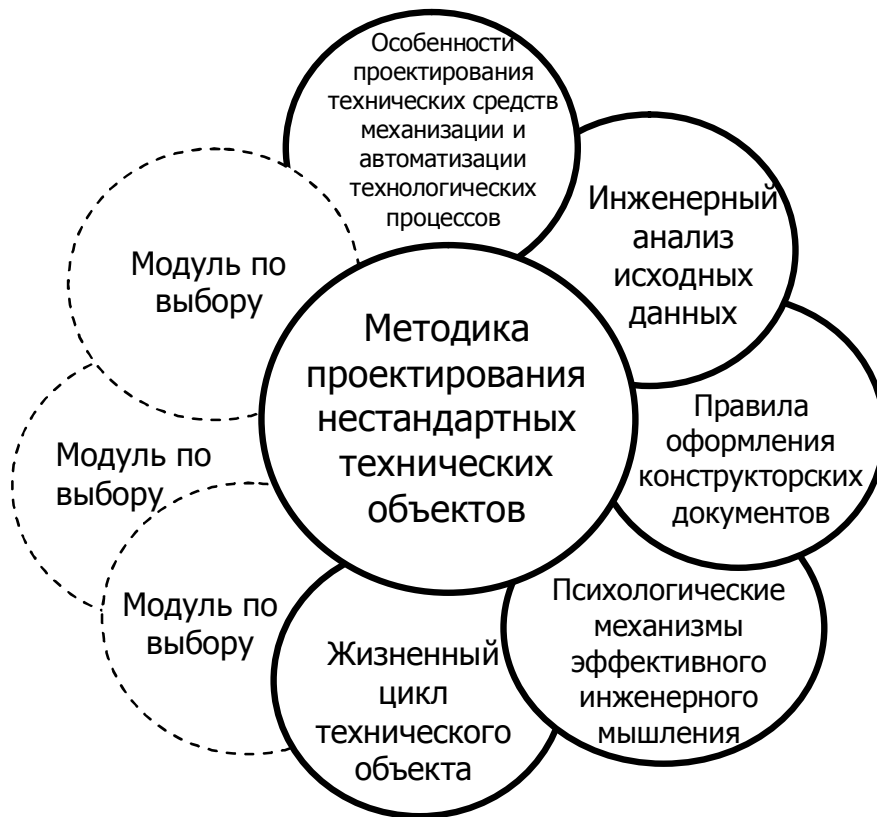 Особенности
проектирования
технических средств
механизации и
автоматизации
технологических
процессов
Инженерный
анализ
исходных
данных
Модуль по
выбору
Методика
проектирования
нестандартных
технических
объектов
Правила
оформления
конструкторских
документов
Модуль по
выбору
Модуль по
выбору
Психологические
механизмы
эффективного
инженерного
мышления
Жизненный
цикл
технического
объекта